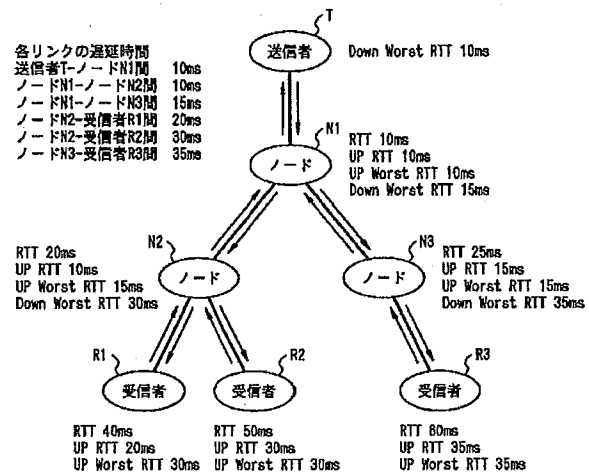 T
各リンクの遅延時間
送信者T-ノードN1間 10ms
ノードN1-ノードN2間 10ms
ノードN1-ノードN3間 15ms
ノードN2-受信者R1間 20ms
ノードN2-受信者R2間 30ms
ノードN3-受信者R3間 35ms
送信者
Down Worst RTT 10ms
N1
ノード
RTT 10ms
UP RTT 10ms
UP Worst RTT 10ms
Down Worst RTT 15ms
N2
ノード
RTT 20ms
UP RTT 10ms
UP Worst RTT 15ms
Down Worst RTT 30ms
N3
ノード
RTT 25ms
UP RTT 15ms
UP Worst RTT 15ms
Down Worst RTT 35ms
R1
受信者
RTT 40ms
UP RTT 20ms
UP Worst RTT 30ms
R2
受信者
RTT 50ms
UP RTT 30ms
UP Worst RTT 30ms
R3
受信者
RTT 60ms
UP RTT 35ms
UP Worst RTT 35ms